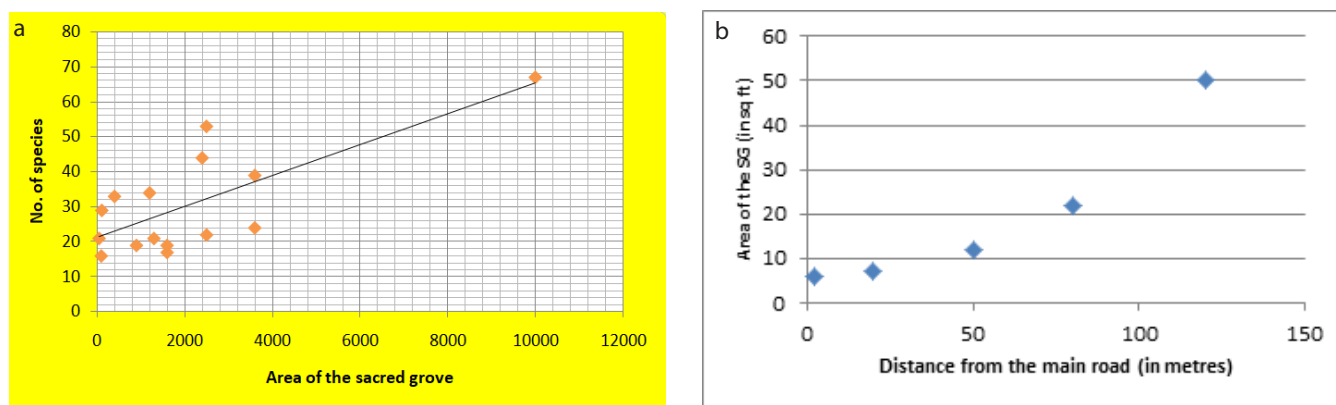 a
80
70
60
50
40
30
20
10
0
No. of species
0 2000 4000 6000 8000 10000 12000
Area of the sacred grove
b
60
50
40
30
20
10
0
Area of the SG (in sq ft)
0 50 100 150
Distance from the main road (in metres)